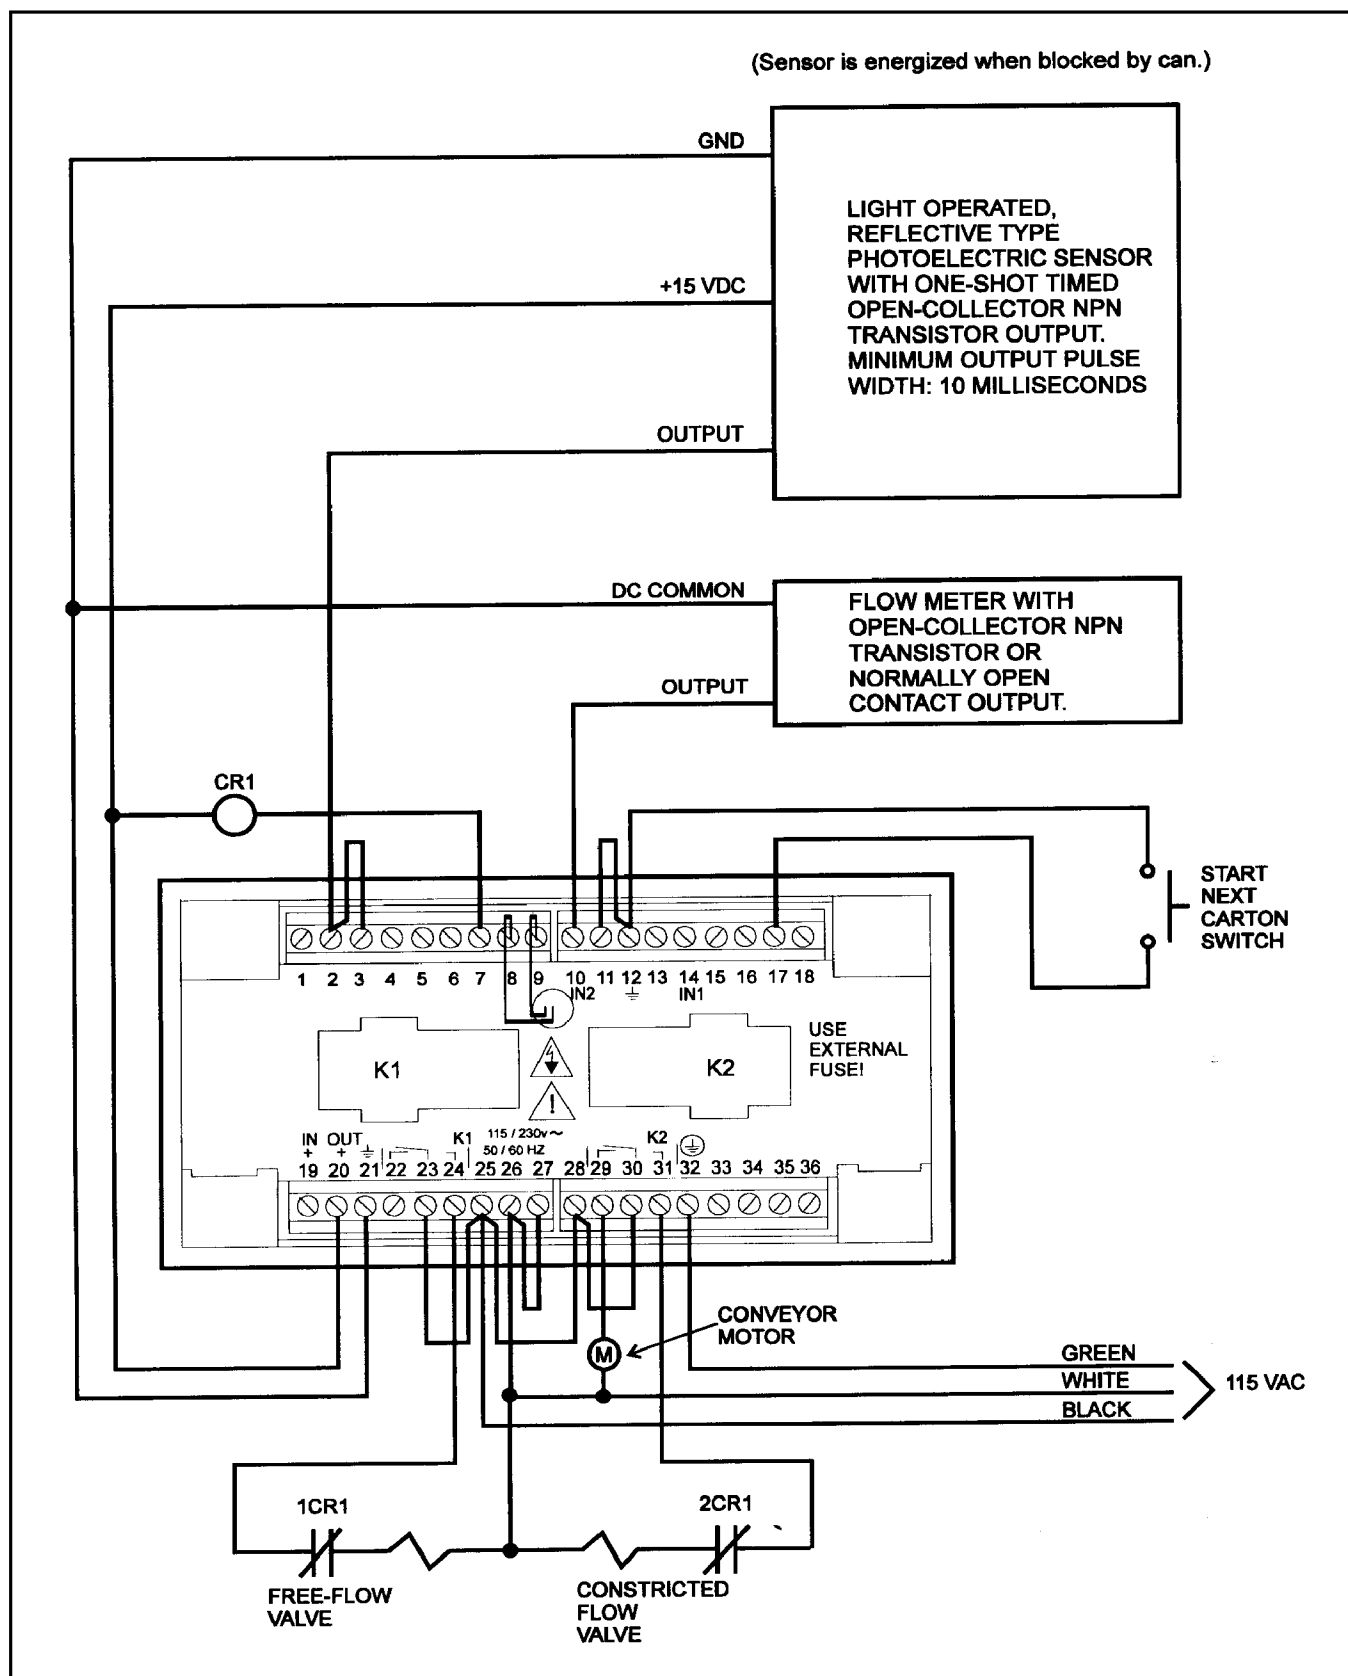 (Sensor is energized when blocked by can.)
GND
LIGHT OPERATED,
REFLECTIVE TYPE
PHOTOELECTRIC SENSOR
WITH ONE-SHOT TIMED
OPEN-COLLECTOR NPN
TRANSISTOR OUTPUT.
MINIMUM OUTPUT PULSE
WIDTH: 10 MILLISECONDS
+15 VDC
OUTPUT
DC COMMON
FLOW METER WITH
OPEN-COLLECTOR NPN
TRANSISTOR OR
NORMALLY OPEN
CONTACT OUTPUT.
OUTPUT
CR1
START
NEXT
CARTON
SWITCH
1 2 3 4 5 6 7 8 9 10 11 12 13 14 15 16 17 18
IN2 IN1
K1
K2
USE
EXTERNAL
FUSE!
IN OUT K1 115 / 230v ~ K2
+ + 50 / 60 HZ
19 20 21 22 23 24 25 26 27 28 29 30 31 32 33 34 35 36
CONVEYOR
MOTOR
M
GREEN
WHITE
BLACK
115 VAC
1CR1
2CR1
FREE-FLOW
VALVE
CONSTRICTED
FLOW
VALVE